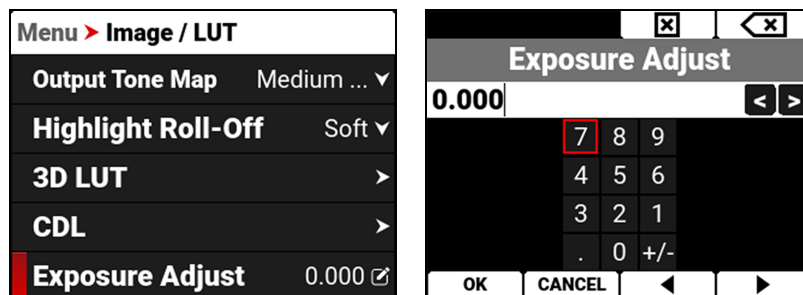 Menu > Image / LUT
Output Tone Map Medium ...
Highlight Roll-Off Soft
3D LUT >
CDL >
Exposure Adjust 0.000
Exposure Adjust
0.000 < >
7 8 9
4 5 6
3 2 1
. 0 +/-
OK CANCEL